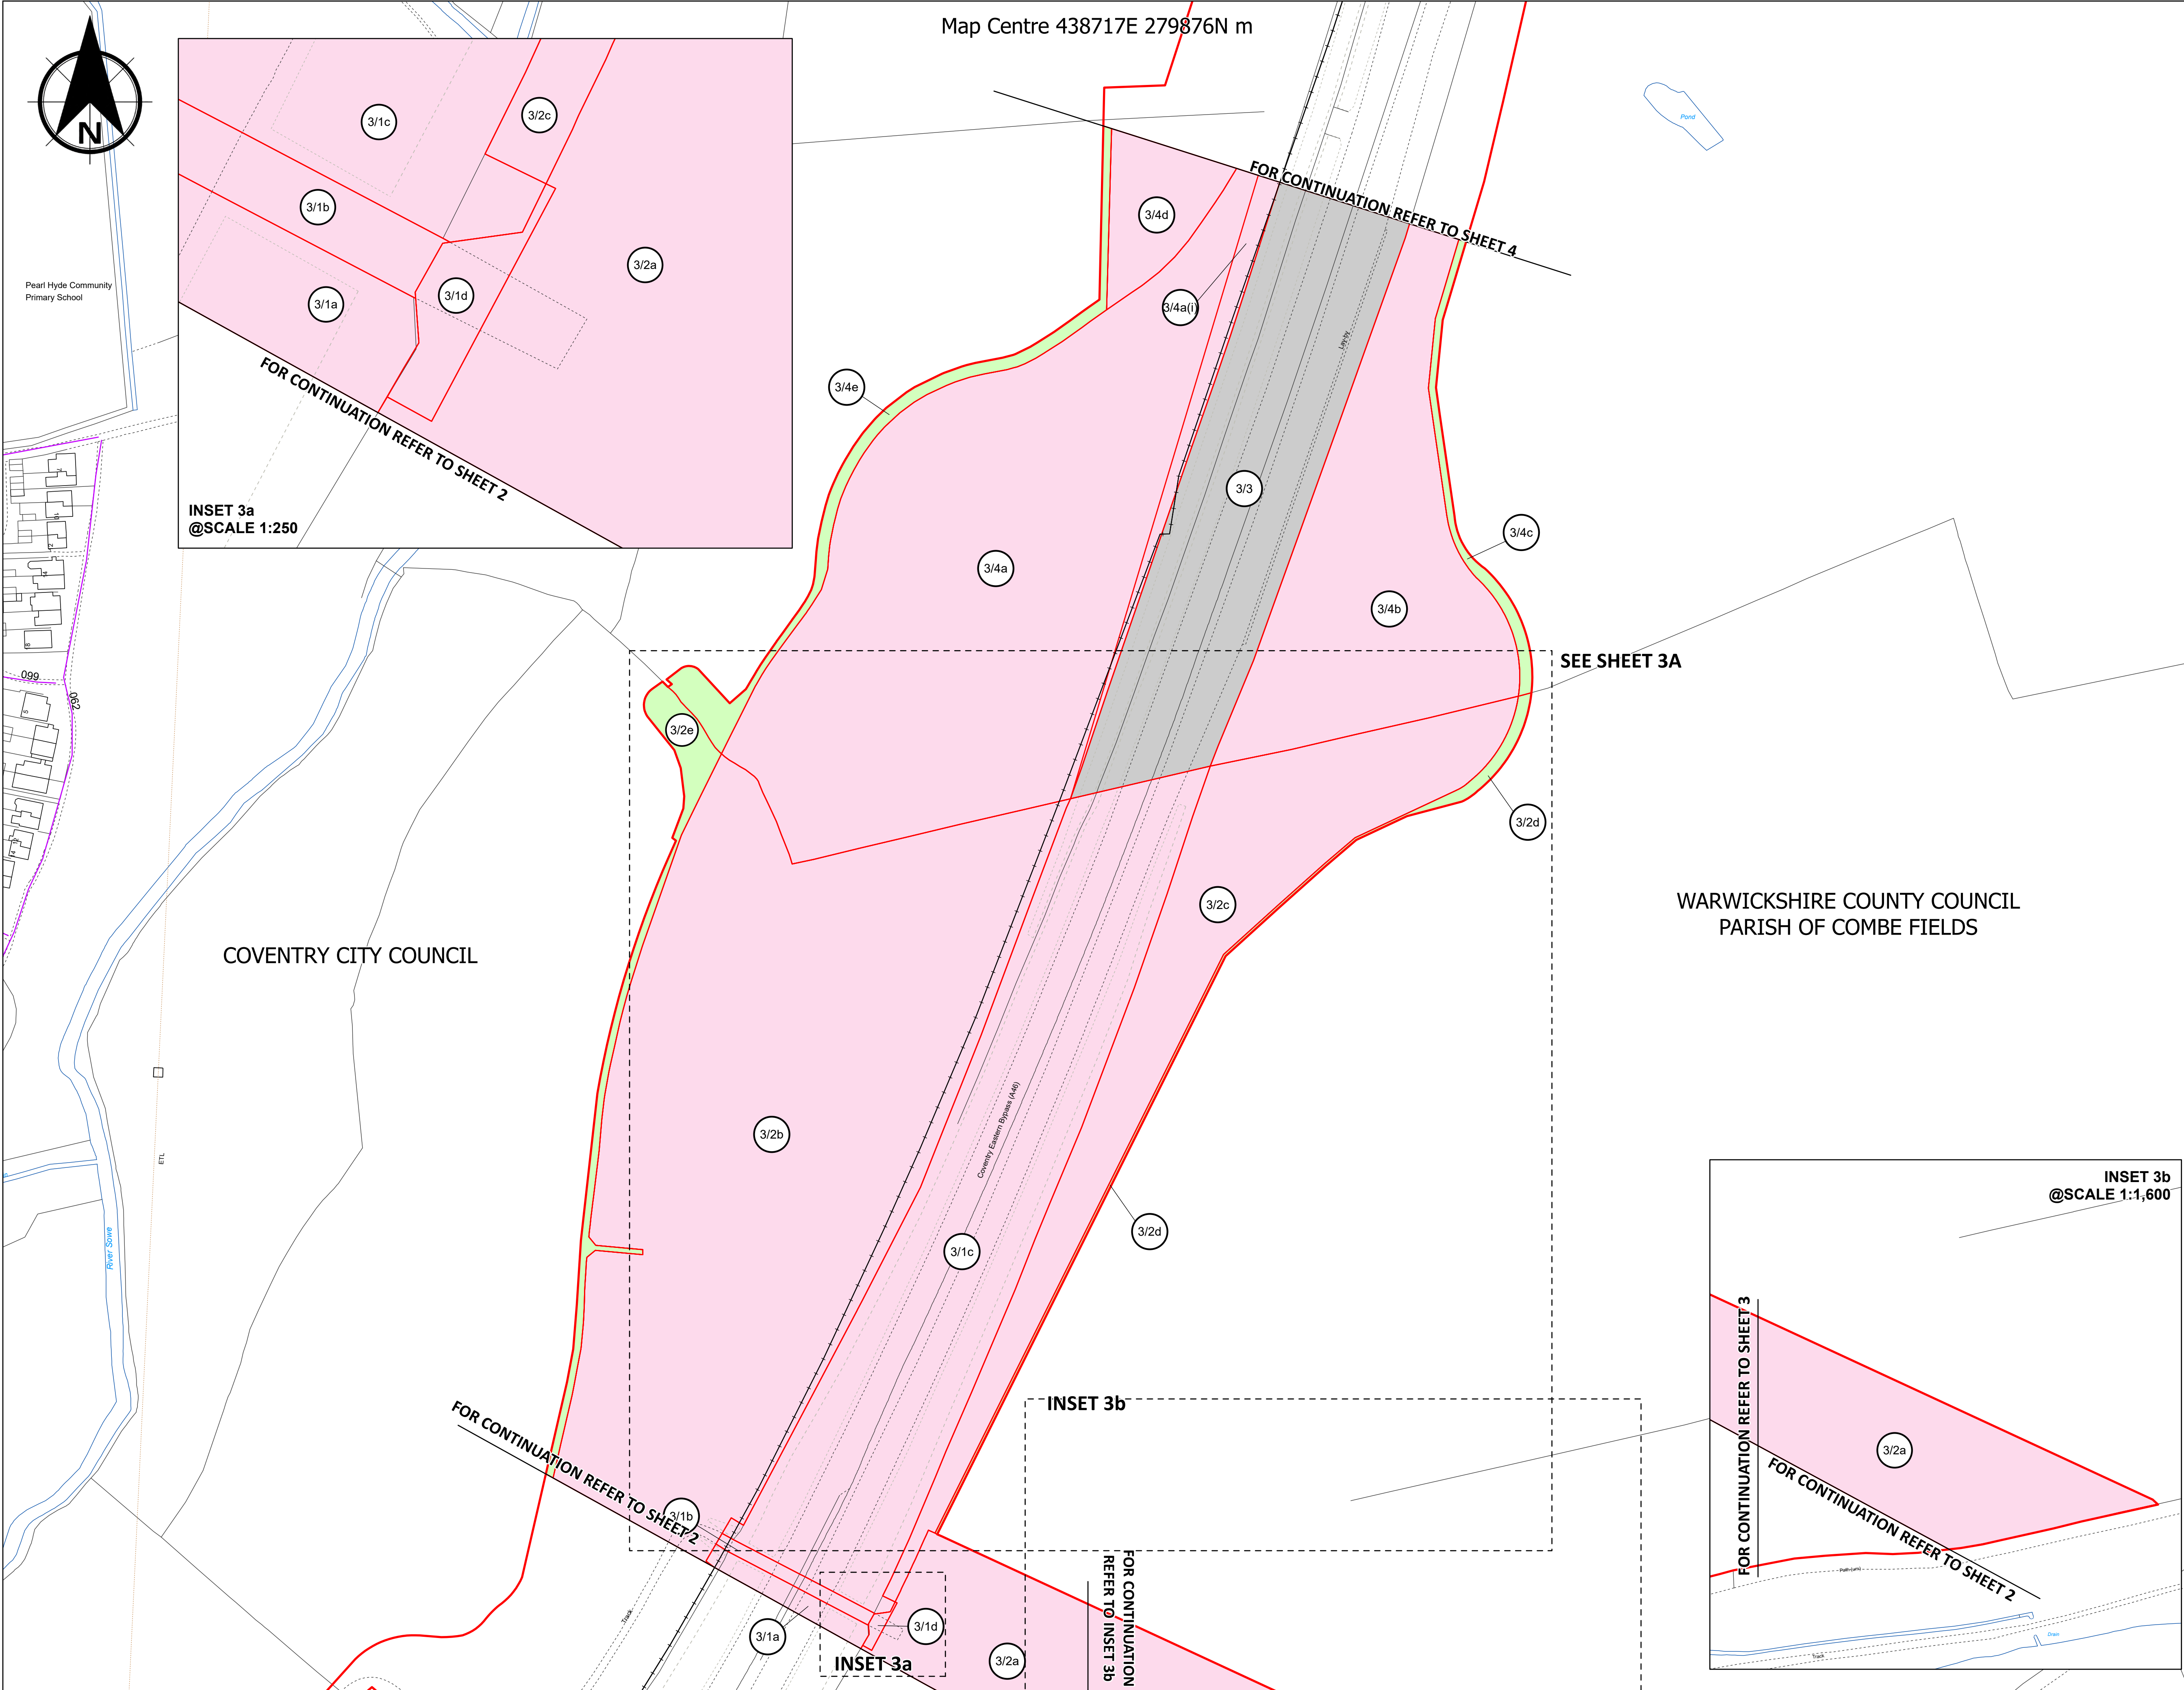 Map Centre 438717E 279876N m
N
3/1c
3/2c
3/1b
3/2a
3/1a
3/1d
FOR CONTINUATION REFER TO SHEET 2
INSET 3a
@SCALE 1:250
Pearl Hyde Community
Primary School
Pond
FOR CONTINUATION REFER TO SHEET 4
3/4d
3/4a(i)
Lay-by
3/4e
3/3
3/4c
3/4a
3/4b
SEE SHEET 3A
099
062
3/2e
3/2d
3/2c
WARWICKSHIRE COUNTY COUNCIL
PARISH OF COMBE FIELDS
COVENTRY CITY COUNCIL
Coventry Eastern Bypass (A46)
3/2b
ETL
River Sowe
3/2d
3/1c
INSET 3b
@SCALE 1:1,600
FOR CONTINUATION REFER TO SHEET 3
3/2a
FOR CONTINUATION REFER TO SHEET 2
Path (um)
Drain
Track
INSET 3b
FOR CONTINUATION REFER TO SHEET 2
3/1b
Track
3/1a
3/1d
INSET 3a
3/2a
FOR CONTINUATION
REFER TO INSET 3b